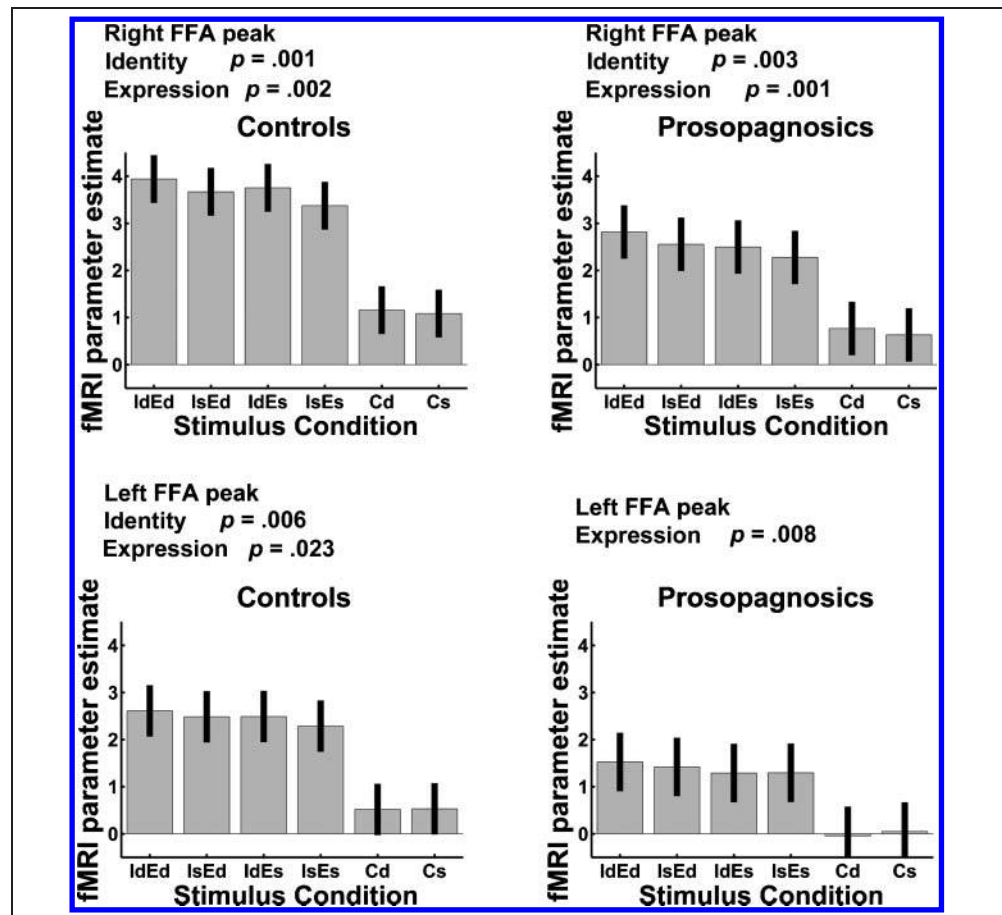 Right FFA peak
Identity p = .001
Expression p = .002
Controls
fMRI parameter estimate
4
3
2
1
0
IdEd IsEd IdEs IsEs Cd Cs
Stimulus Condition
Right FFA peak
Identity p = .003
Expression p = .001
Prosopagnosics
fMRI parameter estimate
4
3
2
1
0
IdEd IsEd IdEs IsEs Cd Cs
Stimulus Condition
Left FFA peak
Identity p = .006
Expression p = .023
Controls
fMRI parameter estimate
4
3
2
1
0
IdEd IsEd IdEs IsEs Cd Cs
Stimulus Condition
Left FFA peak
Expression p = .008
Prosopagnosics
fMRI parameter estimate
4
3
2
1
0
IdEd IsEd IdEs IsEs Cd Cs
Stimulus Condition